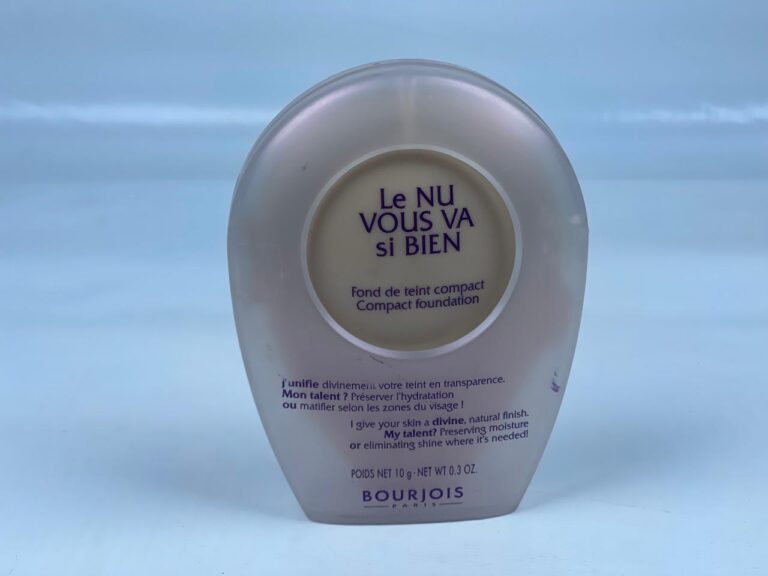 Le NU
VOUS VA
si BIEN
Fond de teint compact
Compact foundation
j'unifie divinement votre teint en transparence.
Mon talent ? Préserver l'hydratation
ou matifier selon les zones du visage !
I give your skin a divine, natural finish.
My talent? Preserving moisture
or eliminating shine where it's needed!
POIDS NET 10 g - NET WT 0.3 OZ.
BOURJOIS
PARIS